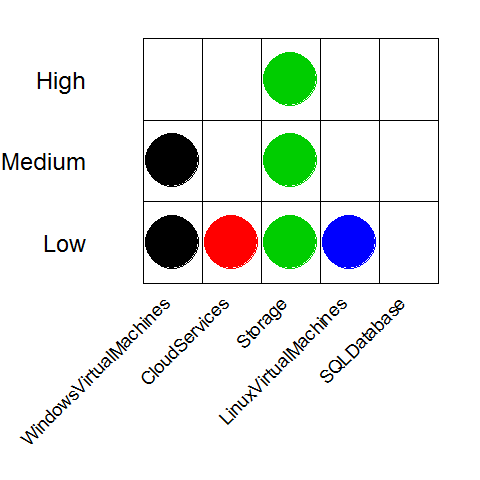 High
Medium
Low
WindowsVirtualMachines
CloudServices
Storage
LinuxVirtualMachines
SQLDatabase